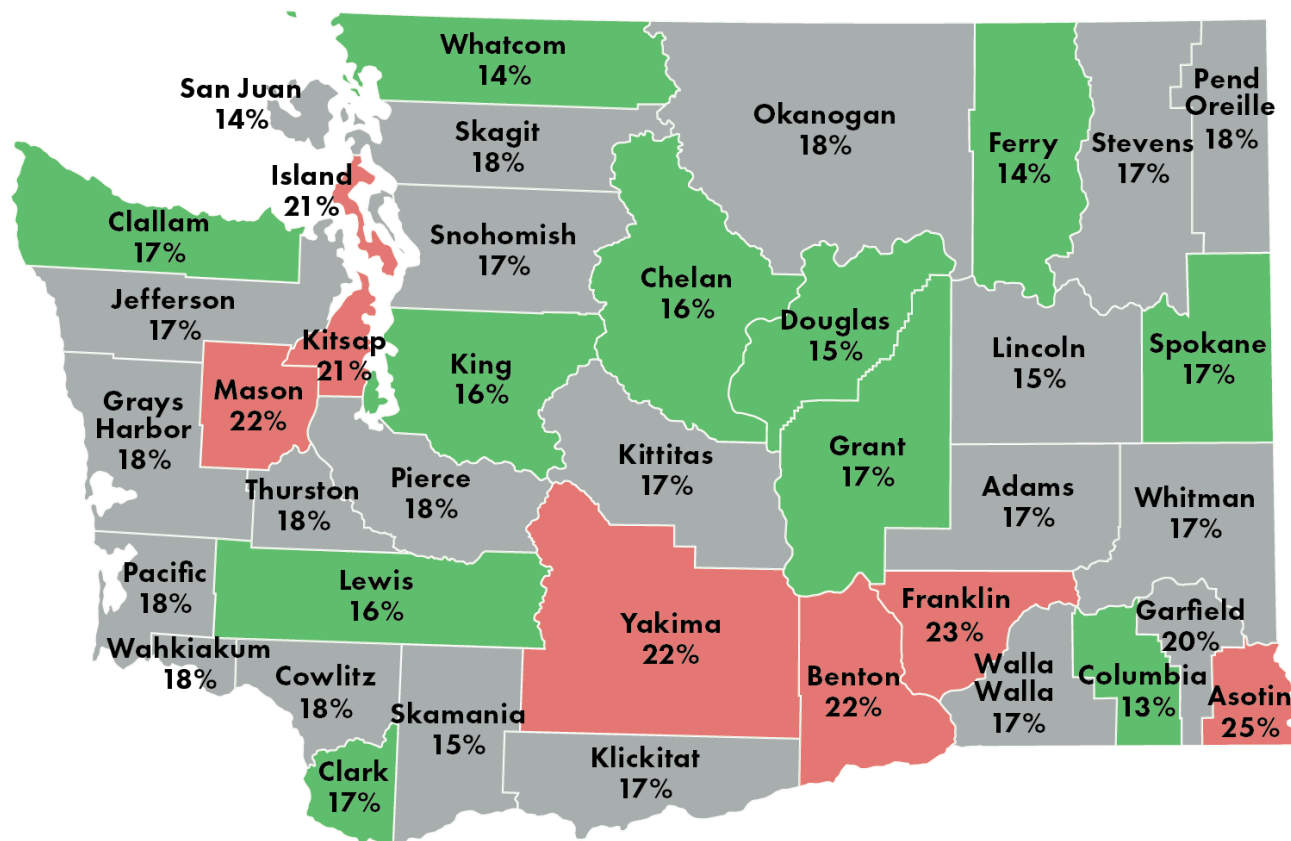 Whatcom
14%
San Juan
14%
Skagit
18%
Okanogan
18%
Ferry
14%
Stevens
17%
Pend
Oreille
18%
Island
21%
Clallam
17%
Snohomish
17%
Chelan
16%
Jefferson
17%
Kitsap
21%
King
16%
Douglas
15%
Lincoln
15%
Spokane
17%
Mason
22%
Grays
Harbor
18%
Thurston
18%
Pierce
18%
Kittitas
17%
Grant
17%
Adams
17%
Whitman
17%
Pacific
18%
Lewis
16%
Yakima
22%
Franklin
23%
Garfield
20%
Wahkiakum
18%
Cowlitz
18%
Skamania
15%
Benton
22%
Walla
Walla
17%
Columbia
13%
Asotin
25%
Clark
17%
Klickitat
17%